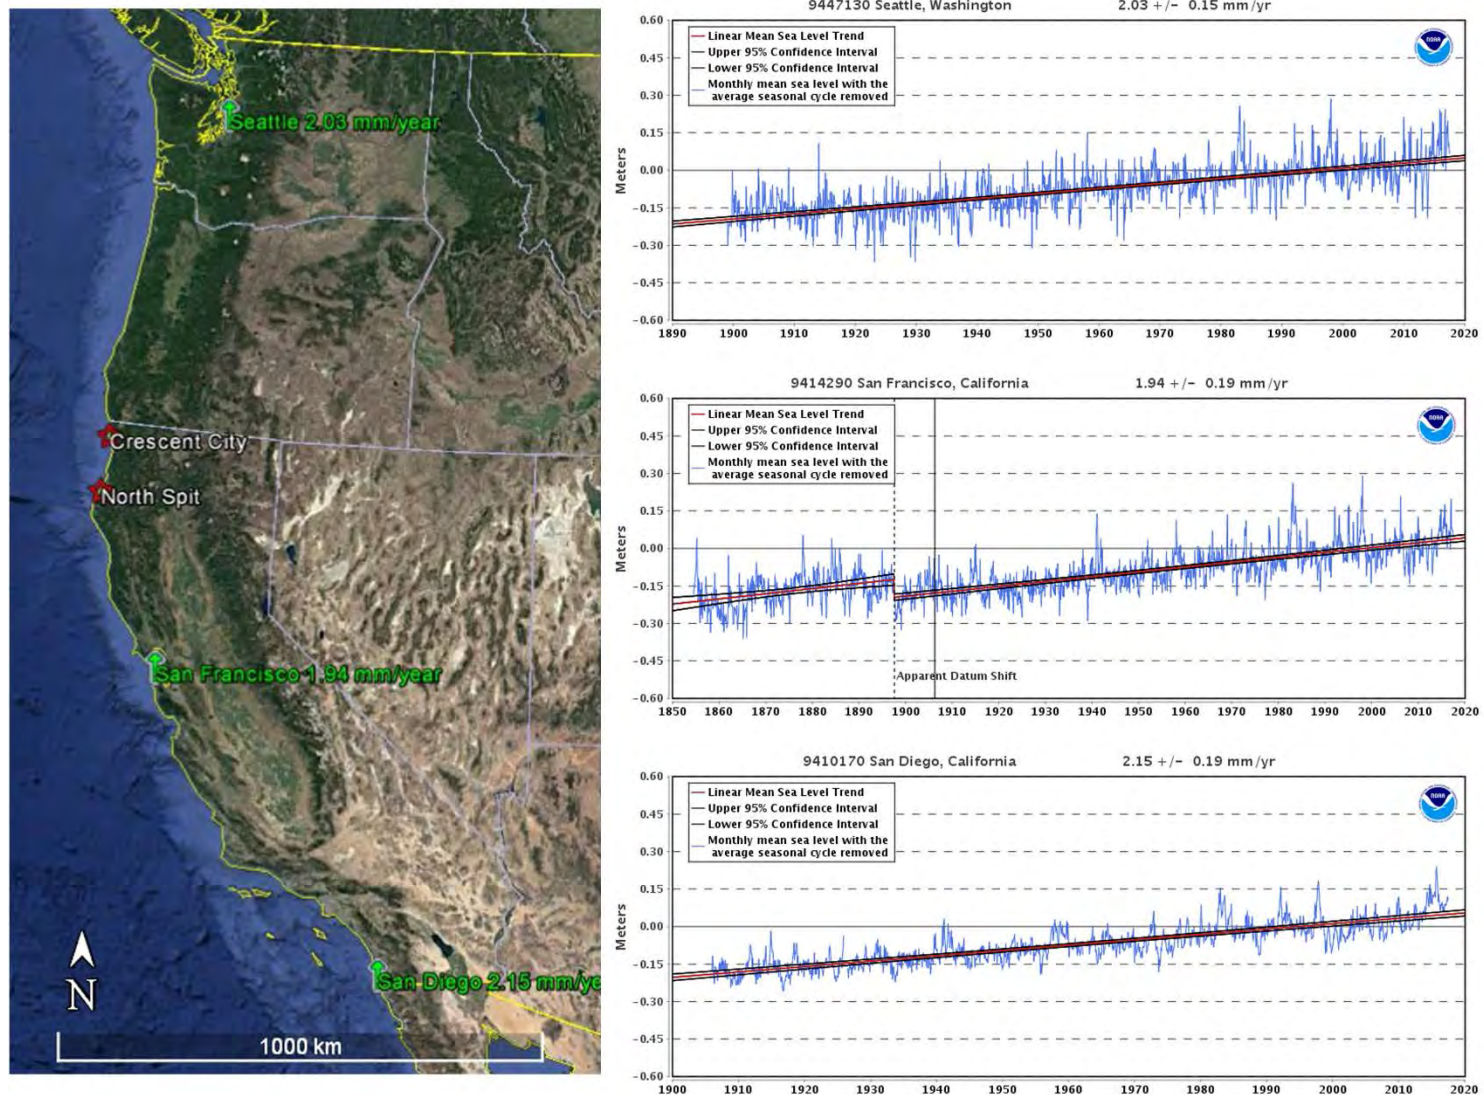 Seattle 2.03 mm/year
Crescent City
North Spit
San Francisco 1.94 mm/year
San Diego 2.15 mm/ye
N
1000 km
9447130 Seattle, Washington 2.03 +/- 0.15 mm/yr
Linear Mean Sea Level Trend
Upper 95% Confidence Interval
Lower 95% Confidence Interval
Monthly mean sea level with the
average seasonal cycle removed
NOAA
Meters
0.60
0.45
0.30
0.15
0.00
-0.15
-0.30
-0.45
-0.60
1890 1900 1910 1920 1930 1940 1950 1960 1970 1980 1990 2000 2010 2020
9414290 San Francisco, California 1.94 +/- 0.19 mm/yr
Linear Mean Sea Level Trend
Upper 95% Confidence Interval
Lower 95% Confidence Interval
Monthly mean sea level with the
average seasonal cycle removed
NOAA
Meters
0.60
0.45
0.30
0.15
0.00
-0.15
-0.30
-0.45
-0.60
Apparent Datum Shift
1850 1860 1870 1880 1890 1900 1910 1920 1930 1940 1950 1960 1970 1980 1990 2000 2010 2020
9410170 San Diego, California 2.15 +/- 0.19 mm/yr
Linear Mean Sea Level Trend
Upper 95% Confidence Interval
Lower 95% Confidence Interval
Monthly mean sea level with the
average seasonal cycle removed
NOAA
Meters
0.60
0.45
0.30
0.15
0.00
-0.15
-0.30
-0.45
-0.60
1900 1910 1920 1930 1940 1950 1960 1970 1980 1990 2000 2010 2020